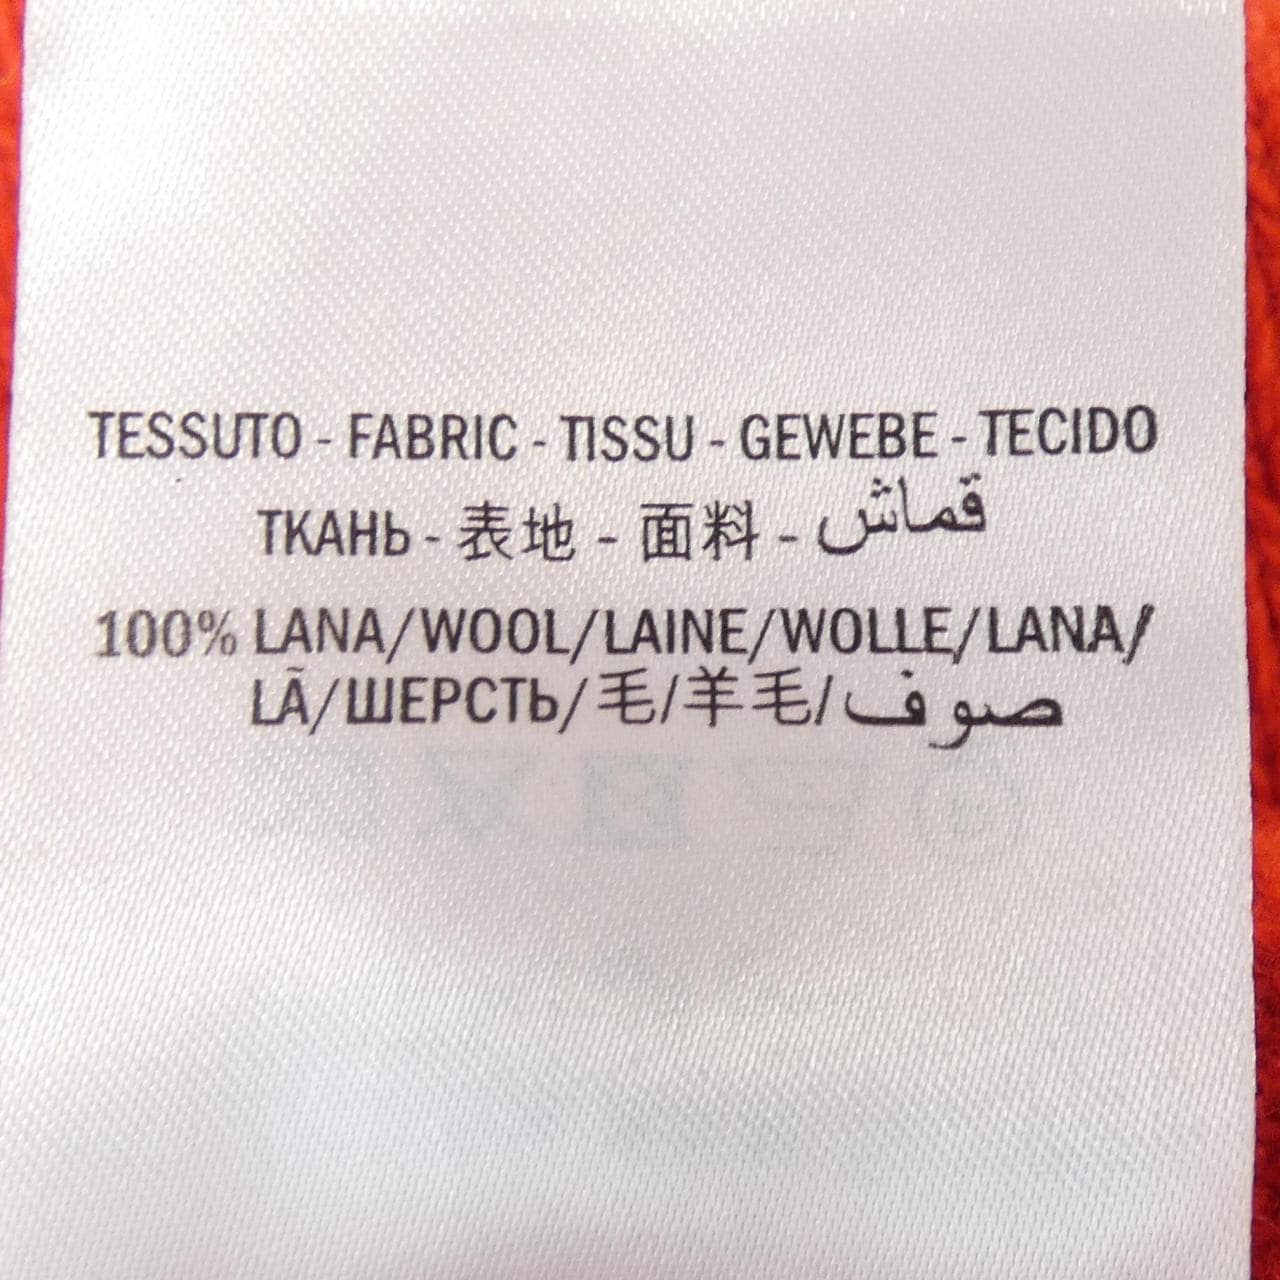 TESSUTO - FABRIC - TISSU - GEWEBE - TECIDO
ТКАНЬ - 表地 - 面料 - قماش
100% LANA/WOOL/LAINE/WOLLE/LANA/
LÃ/ШЕРСТЬ/毛/羊毛/صوف